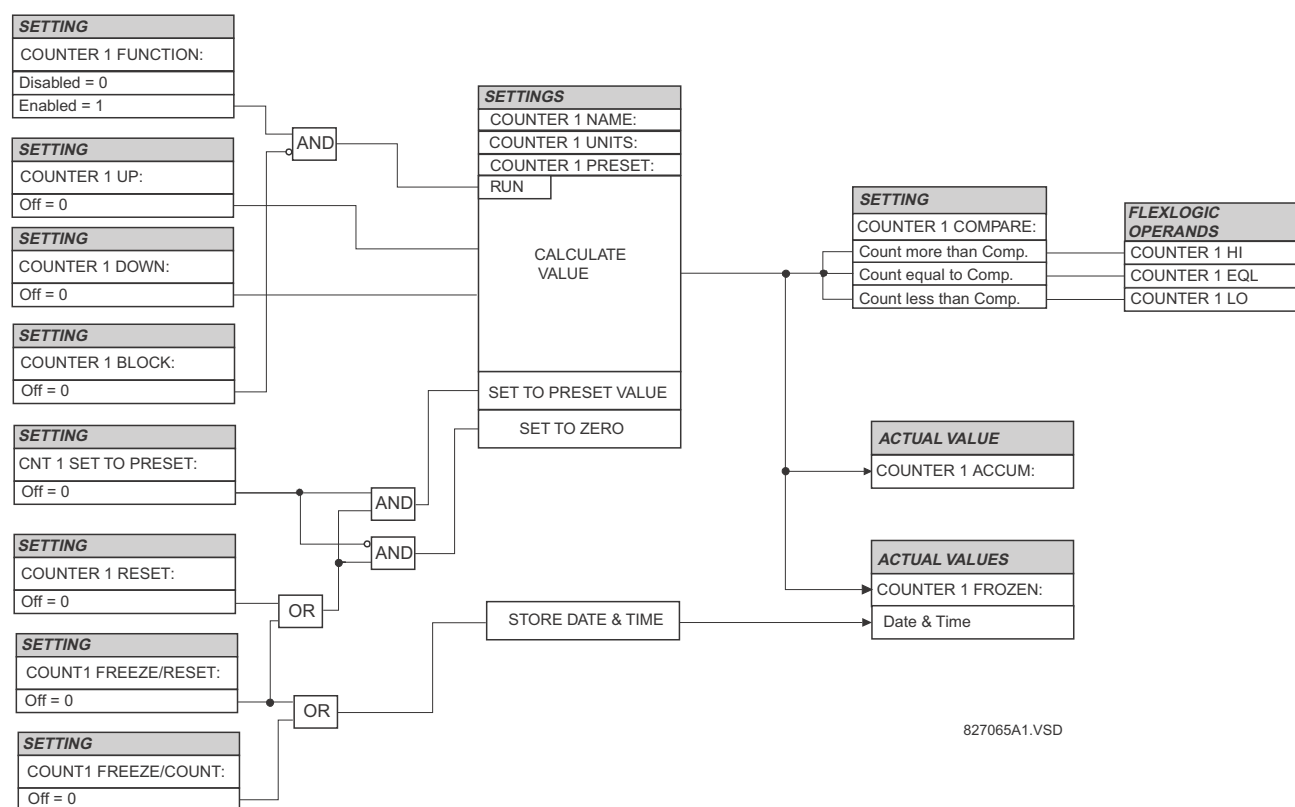 SETTING
COUNTER 1 FUNCTION:
Disabled = 0
Enabled = 1
SETTING
COUNTER 1 UP:
Off = 0
SETTING
COUNTER 1 DOWN:
Off = 0
SETTING
COUNTER 1 BLOCK:
Off = 0
SETTING
CNT 1 SET TO PRESET:
Off = 0
SETTING
COUNTER 1 RESET:
Off = 0
SETTING
COUNT1 FREEZE/RESET:
Off = 0
SETTING
COUNT1 FREEZE/COUNT:
Off = 0
AND
AND
AND
OR
OR
SETTINGS
COUNTER 1 NAME:
COUNTER 1 UNITS:
COUNTER 1 PRESET:
RUN
CALCULATE
VALUE
SET TO PRESET VALUE
SET TO ZERO
STORE DATE & TIME
SETTING
COUNTER 1 COMPARE:
Count more than Comp.
Count equal to Comp.
Count less than Comp.
FLEXLOGIC
OPERANDS
COUNTER 1 HI
COUNTER 1 EQL
COUNTER 1 LO
ACTUAL VALUE
COUNTER 1 ACCUM:
ACTUAL VALUES
COUNTER 1 FROZEN:
Date & Time
827065A1.VSD